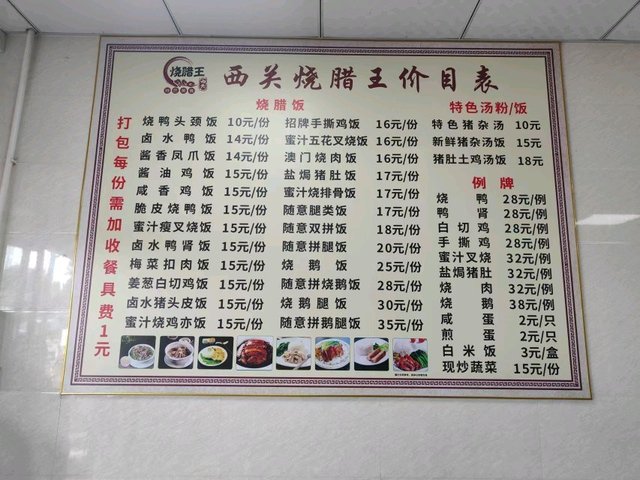 烧腊王
西关烧腊王价目表
打包每份需加收餐具费1元
烧腊饭
烧鸭头颈饭 10元/份
卤水鸭饭 14元/份
酱香凤爪饭 14元/份
酱油鸡饭 15元/份
咸香鸡饭 15元/份
脆皮烧鸭饭 15元/份
蜜汁瘦叉烧饭 15元/份
卤水鸭肾饭 15元/份
梅菜扣肉饭 15元/份
姜葱白切鸡饭 15元/份
卤水猪头皮饭 15元/份
蜜汁烧鸡亦饭 15元/份
招牌手撕鸡饭 16元/份
蜜汁五花叉烧饭 16元/份
澳门烧肉饭 16元/份
盐焗猪肚饭 17元/份
蜜汁烧排骨饭 17元/份
随意腿类饭 17元/份
随意双拼饭 18元/份
随意拼腿饭 20元/份
烧鹅饭 25元/份
随意拼烧鹅饭 28元/份
烧鹅腿饭 30元/份
随意拼鹅腿饭 35元/份
特色汤粉/饭
特色猪杂汤 10元
新鲜猪杂汤饭 15元
猪肚土鸡汤饭 18元
例牌
烧鸭 28元/例
鸭肾 28元/例
白切鸡 28元/例
手撕鸡 28元/例
蜜汁叉烧 32元/例
盐焗猪肚 32元/例
烧肉 32元/例
烧鹅 38元/例
咸蛋 2元/只
煎蛋 2元/只
白米饭 3元/盒
现炒蔬菜 15元/份